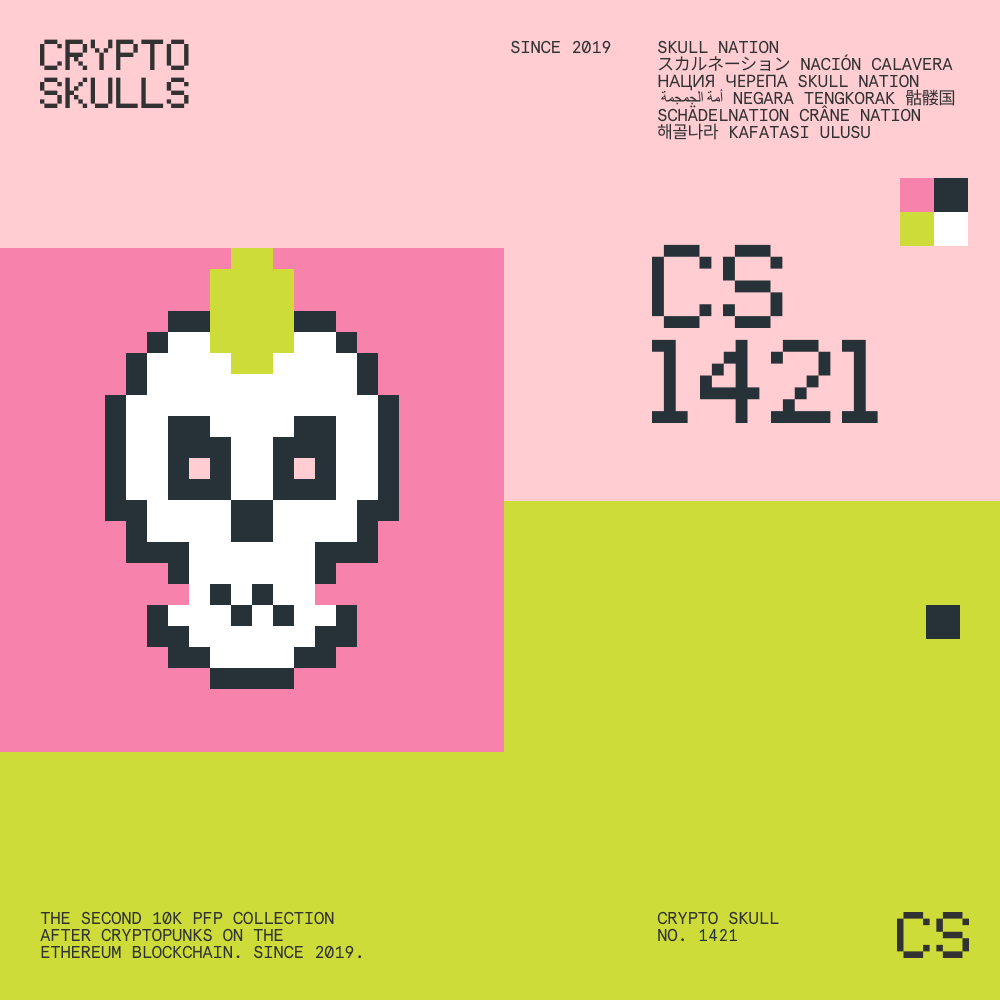 CRYPTO
SKULLS
SINCE 2019
SKULL NATION
スカルネーション NACIÓN CALAVERA
НАЦИЯ ЧЕРЕПА SKULL NATION
أمة الجمجمة NEGARA TENGKORAK 骷髅国
SCHÄDELNATION CRÂNE NATION
해골나라 KAFATASI ULUSU
CS
1421
THE SECOND 10K PFP COLLECTION
AFTER CRYPTOPUNKS ON THE
ETHEREUM BLOCKCHAIN. SINCE 2019.
CRYPTO SKULL
NO. 1421
CS